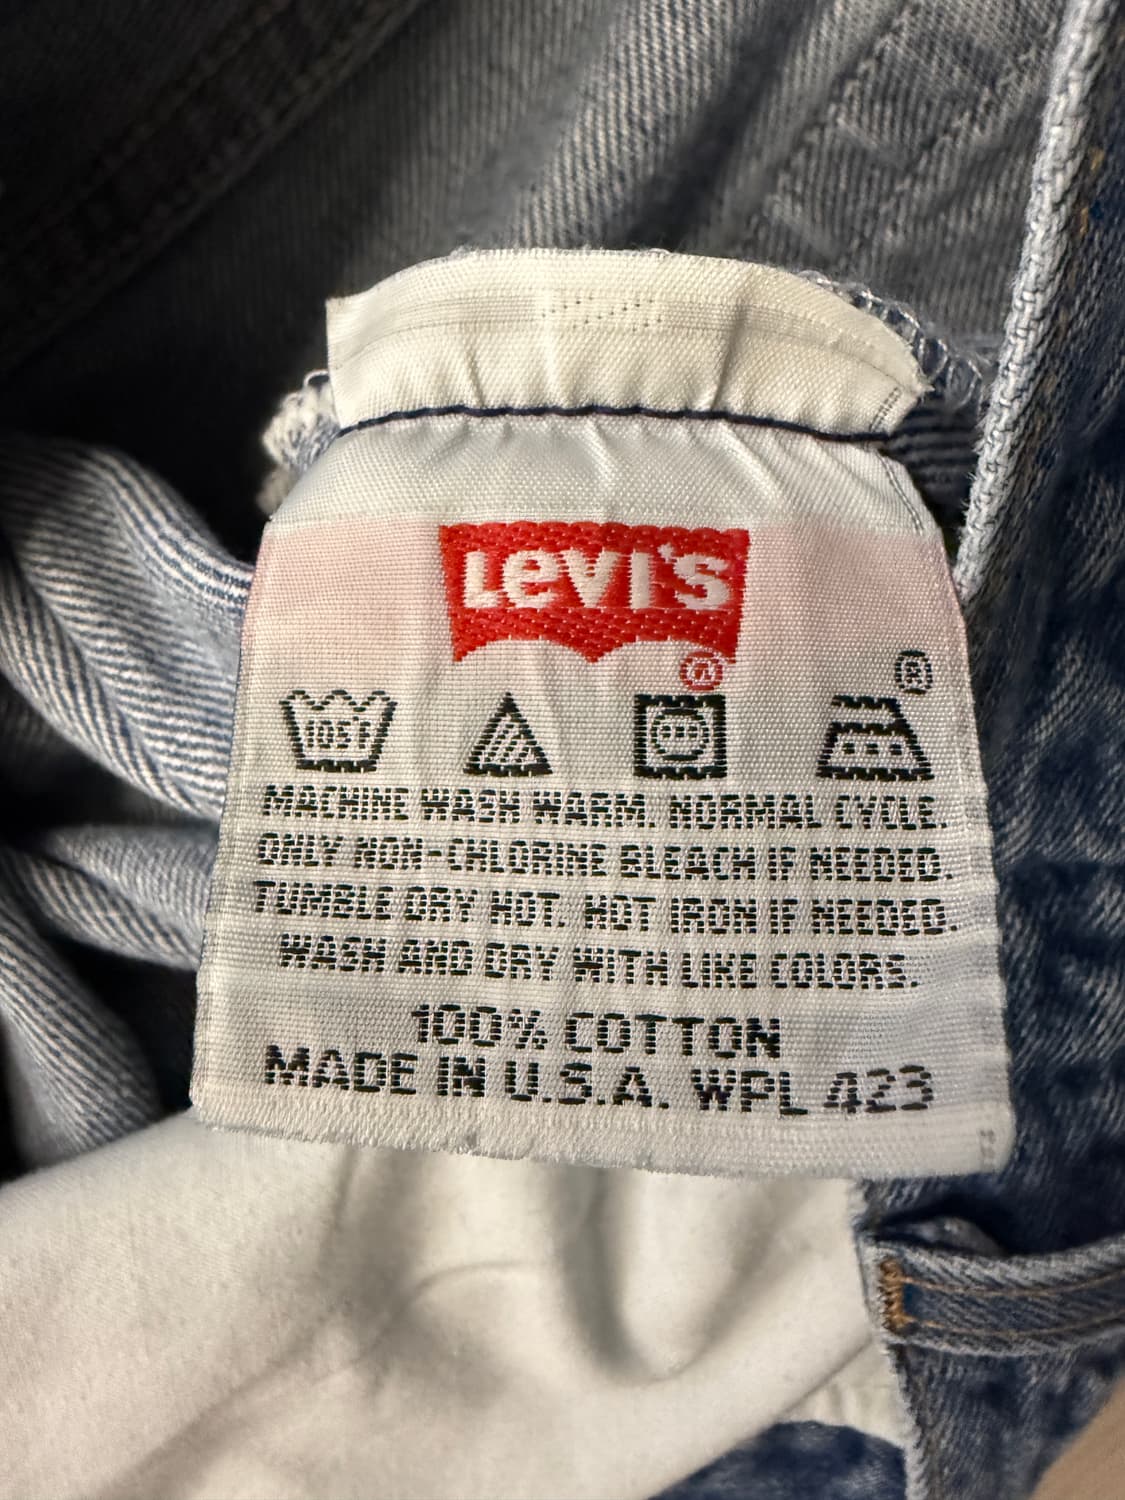 LEVI'S
®
®
105F
MACHINE WASH WARM. NORMAL CYCLE.
ONLY NON-CHLORINE BLEACH IF NEEDED.
TUMBLE DRY HOT. HOT IRON IF NEEDED.
WASH AND DRY WITH LIKE COLORS.
100% COTTON
MADE IN U.S.A. WPL 423